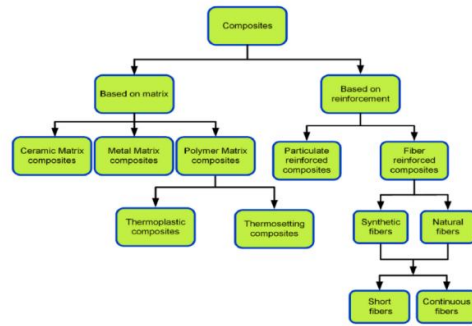 Composites
Based on matrix
Based on
reinforcement
Ceramic Matrix
composites
Metal Matrix
composites
Polymer Matrix
composites
Particulate
reinforced
composites
Fiber
reinforced
composites
Thermoplastic
composites
Thermosetting
composites
Synthetic
fibers
Natural
fibers
Short
fibers
Continuous
fibers